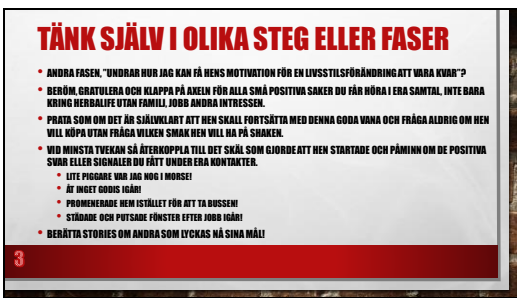 TÄNK SJÄLV I OLIKA STEG ELLER FASER
• ANDRA FASEN, "UNDRAR HUR JAG KAN FÅ HENS MOTIVATION FÖR EN LIVSSTILSFÖRÄNDRING ATT VARA KVAR"?
• BERÖM, GRATULERA OCH KLAPPA PÅ AXELN FÖR ALLA SMÅ POSITIVA SAKER DU FÅR HÖRA I ERA SAMTAL, INTE BARA
KRING HERBALIFE UTAN FAMILJ, JOBB ANDRA INTRESSEN.
• PRATA SOM OM DET ÄR SJÄLVKLART ATT HEN SKALL FORTSÄTTA MED DENNA GODA VANA OCH FRÅGA ALDRIG OM HEN
VILL KÖPA UTAN FRÅGA VILKEN SMAK HEN VILL HA PÅ SHAKEN.
• VID MINSTA TVEKAN SÅ ÅTERKOPPLA TILL DET SKÄL SOM GJORDE ATT HEN STARTADE OCH PÅMINN OM DE POSITIVA
SVAR ELLER SIGNALER DU FÅTT UNDER ERA KONTAKTER.
• LITE PIGGARE VAR JAG NOG I MORSE!
• ÅT INGET GODIS IGÅR!
• PROMENERADE HEM ISTÄLLET FÖR ATT TA BUSSEN!
• STÄDADE OCH PUTSADE FÖNSTER EFTER JOBB IGÅR!
• BERÄTTA STORIES OM ANDRA SOM LYCKAS NÅ SINA MÅL!
3